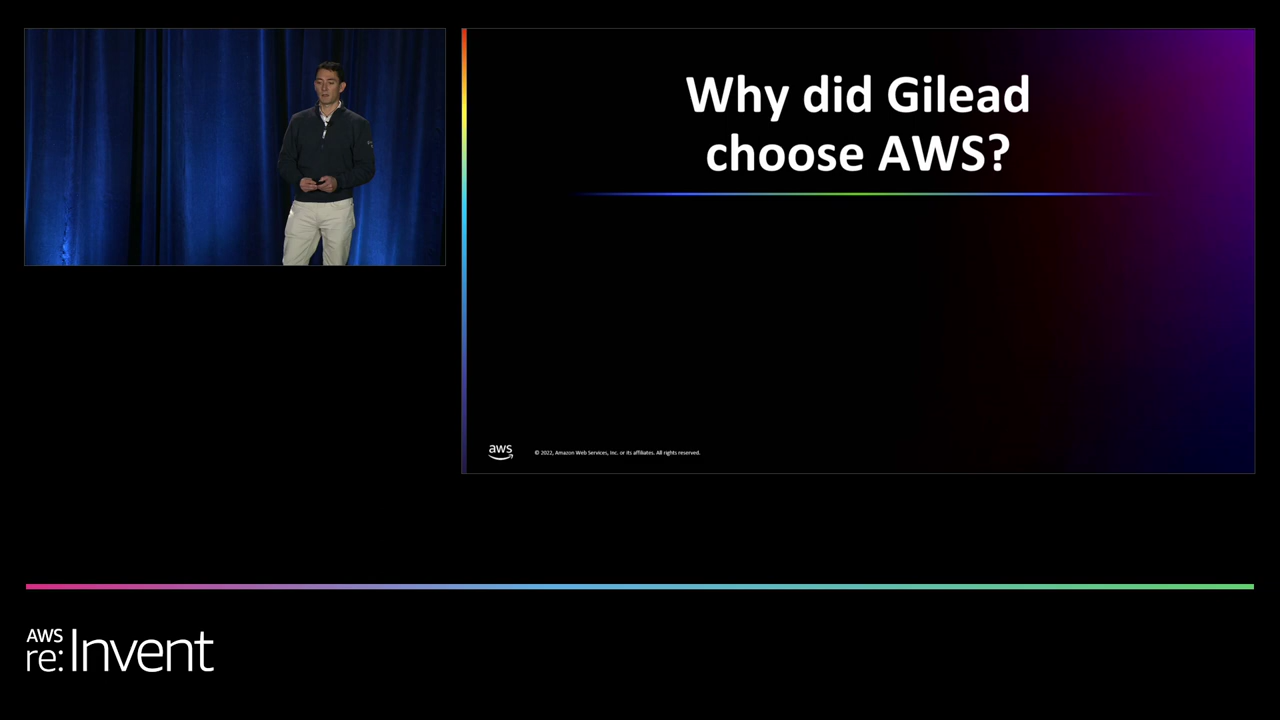 Why did Gilead
choose AWS?
aws
© 2022, Amazon Web Services, Inc. or its affiliates. All rights reserved.
AWS
re:Invent